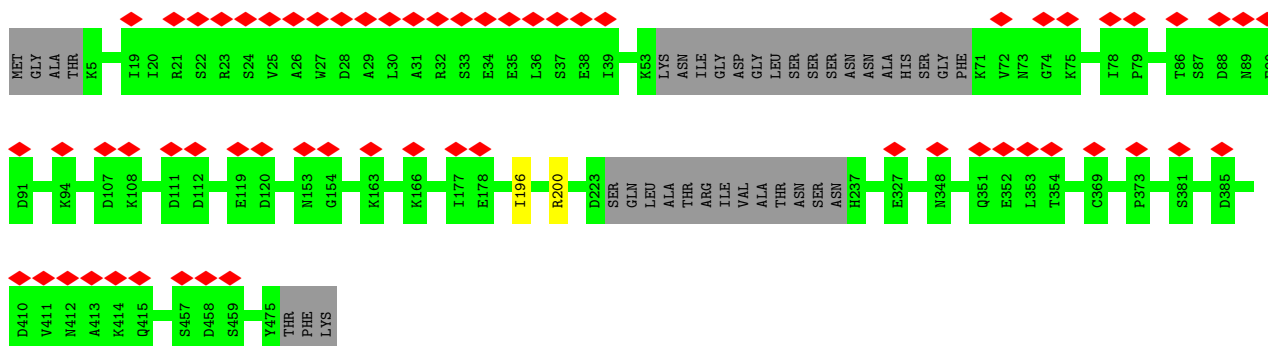 MET GLY ALA THR K5 I19 I20 R21 S22 R23 S24 V25 A26 W27 D28 A29 L30 A31 R32 S33 E34 E35 L36 S37 E38 I39 K53 LYS ASN ILE GLY ASP GLY LEU SER SER SER ASN ASN ALA HIS SER GLY PHE K71 V72 N73 G74 K75 I78 P79 T86 S87 D88 N89
D91 K94 D107 K108 D111 D112 E119 D120 N153 G154 K163 K166 I177 E178 I196 R200 D223 SER GLN LEU ALA THR ARG ILE VAL ALA THR ASN SER ASN H237 E327 N348 Q351 E352 L353 T354 C369 P373 S381 D385
D410 V411 N412 A413 K414 Q415 S457 D458 S459 Y475 THR PHE LYS